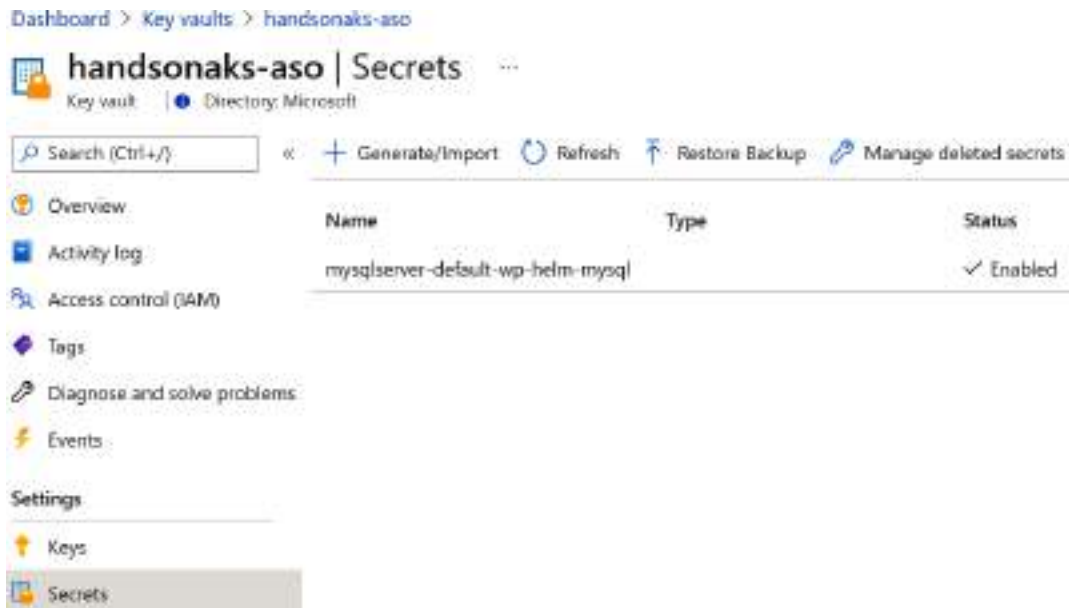 Dashboard > Key vaults > handsonaks-aso
handsonaks-aso | Secrets ...
Key vault | Directory: Microsoft
Search (Ctrl+/) «
Generate/Import Refresh Restore Backup Manage deleted secrets
Overview
Activity log
Access control (IAM)
Tags
Diagnose and solve problems
Events
Settings
Keys
Secrets
Name Type Status
mysqlserver-default-wp-helm-mysql ✓ Enabled